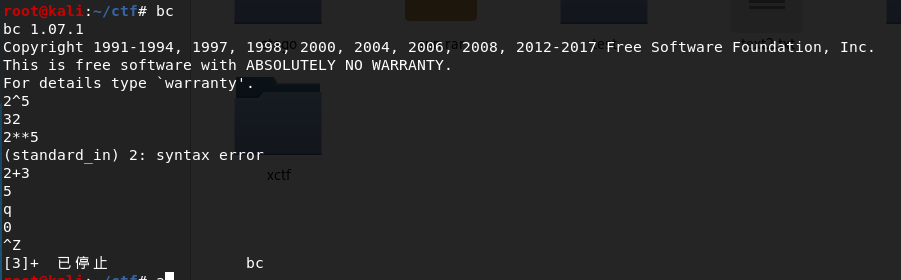 root@kali:~/ctf# bc
bc 1.07.1
Copyright 1991-1994, 1997, 1998, 2000, 2004, 2006, 2008, 2012-2017 Free Software Foundation, Inc.
This is free software with ABSOLUTELY NO WARRANTY.
For details type `warranty'.
2^5
32
2**5
(standard_in) 2: syntax error
2+3
5
q
0
^Z
[3]+  已停止                 bc
root@kali:~/ctf# a
xctf